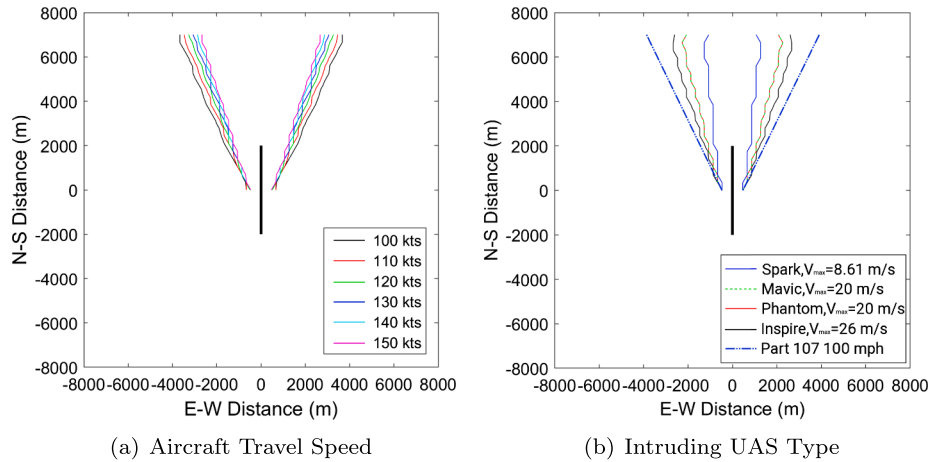 8000
6000
4000
2000
0
-2000
-4000
-6000
-8000
N-S Distance (m)
-8000 -6000 -4000 -2000 0 2000 4000 6000 8000
E-W Distance (m)
100 kts
110 kts
120 kts
130 kts
140 kts
150 kts
(a) Aircraft Travel Speed
8000
6000
4000
2000
0
-2000
-4000
-6000
-8000
N-S Distance (m)
-8000 -6000 -4000 -2000 0 2000 4000 6000 8000
E-W Distance (m)
Spark,Vmax=8.61 m/s
Mavic,Vmax=20 m/s
Phantom,Vmax=20 m/s
Inspire,Vmax=26 m/s
Part 107 100 mph
(b) Intruding UAS Type